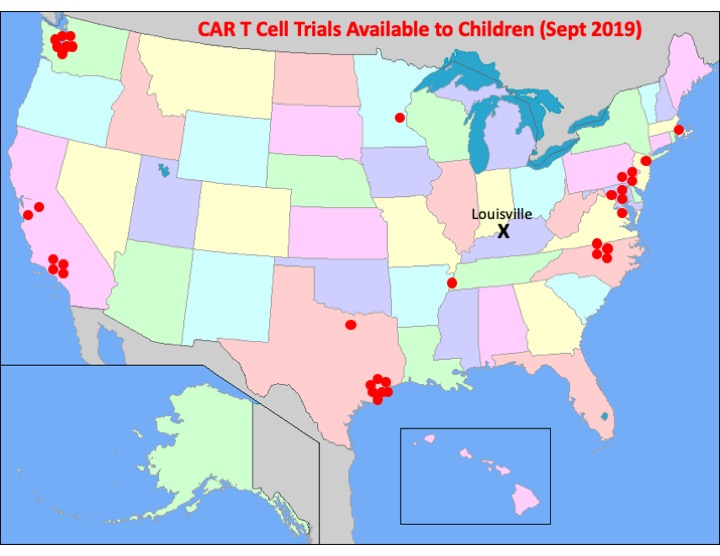 CAR T Cell Trials Available to Children (Sept 2019)
Louisville
X